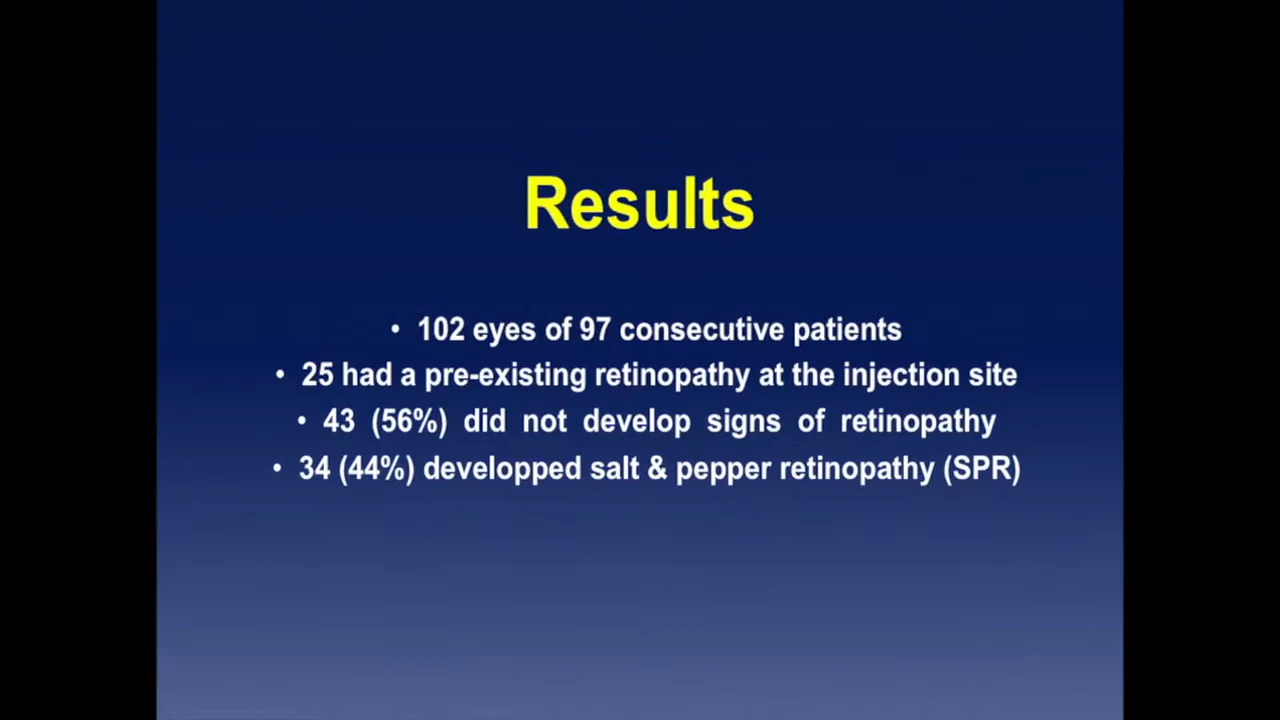 Results
• 102 eyes of 97 consecutive patients
• 25 had a pre-existing retinopathy at the injection site
• 43 (56%) did not develop signs of retinopathy
• 34 (44%) developped salt & pepper retinopathy (SPR)